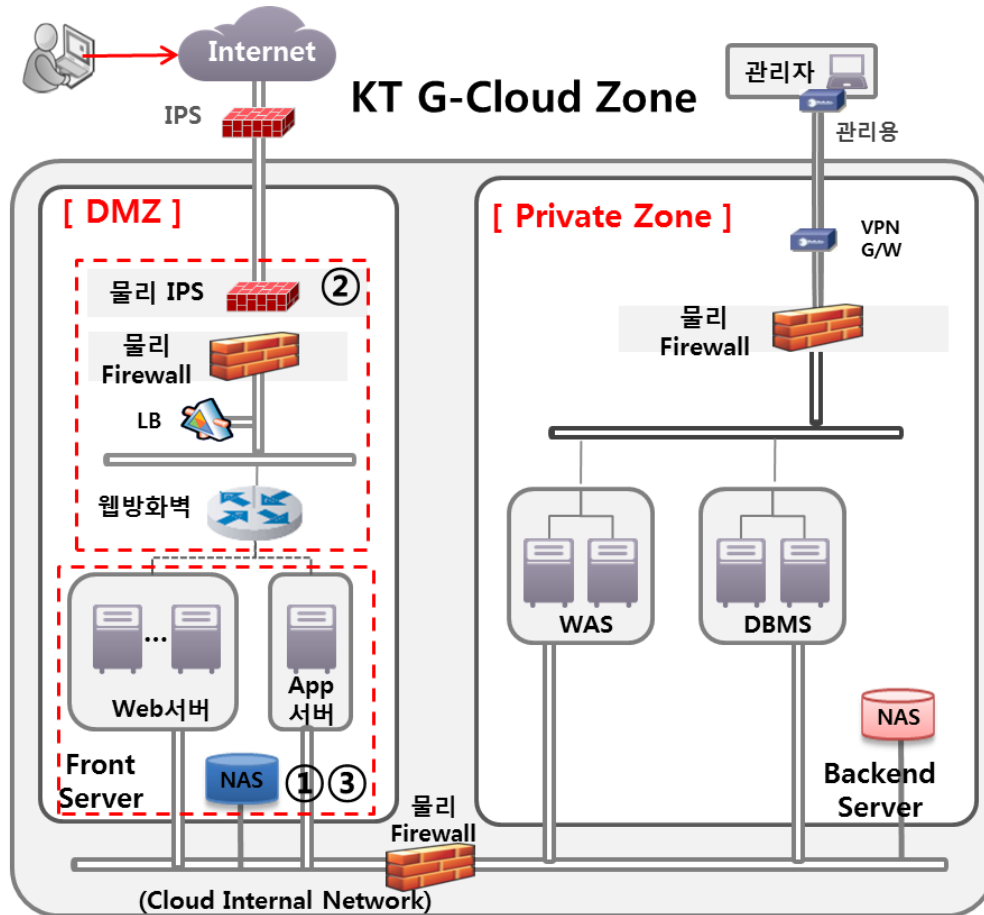 Internet
KT G-Cloud Zone
관리자
IPS
관리용
[ DMZ ]
[ Private Zone ]
VPN
G/W
물리 IPS
②
물리
Firewall
물리
Firewall
LB
웹방화벽
...
Web서버
App
서버
WAS
DBMS
Front
Server
NAS
① ③
NAS
Backend
Server
물리
Firewall
(Cloud Internal Network)